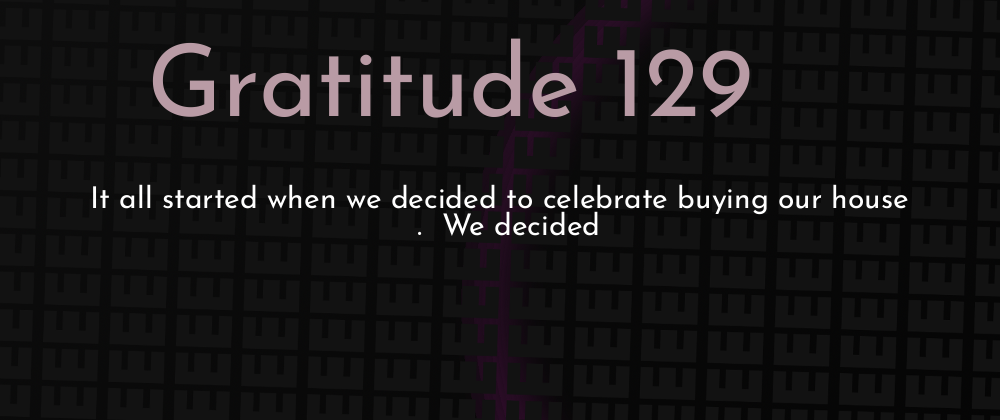 Gratitude 129
It all started when we decided to celebrate buying our house
. We decided